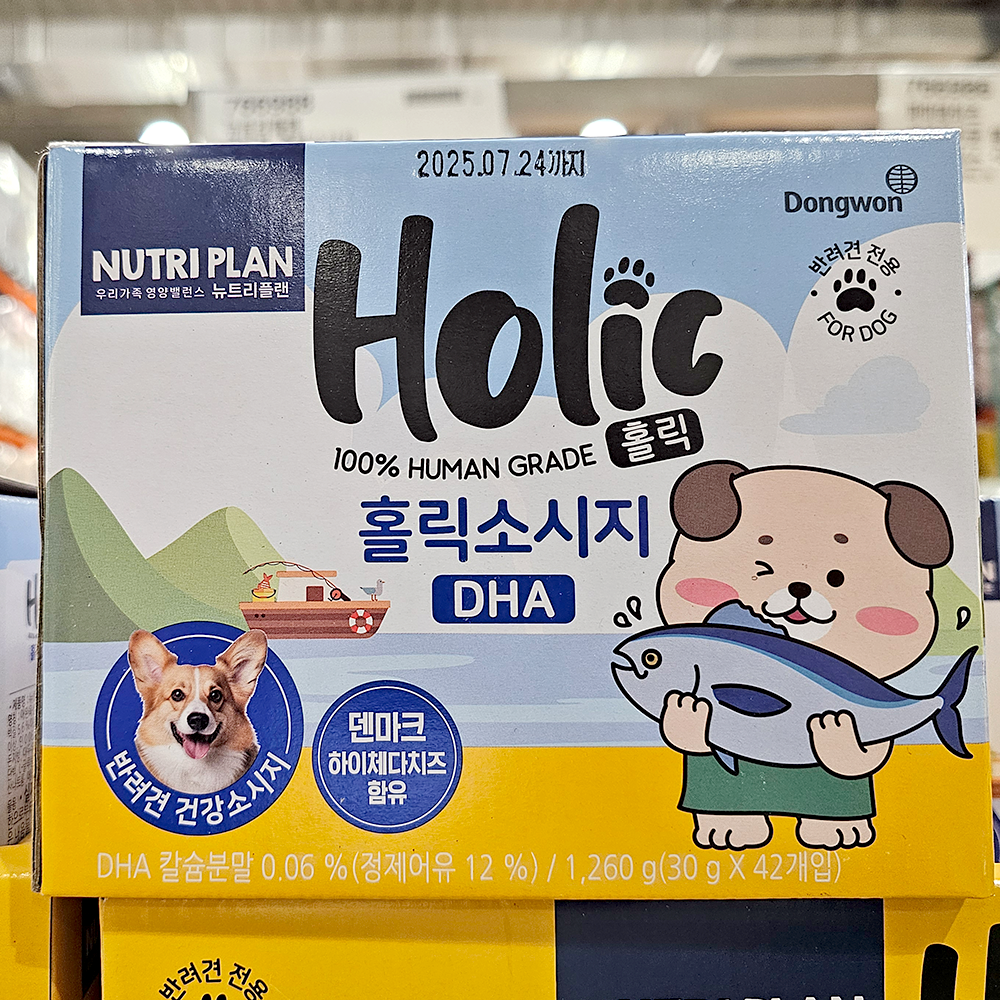 2025.07.24까지
NUTRI PLAN
우리가족 영양밸런스 뉴트리플랜
Dongwon
반려견 전용
FOR DOG
Holic
100% HUMAN GRADE 홀릭
홀릭소시지
DHA
반려견 건강소시지
덴마크
하이체다치즈
함유
DHA 칼슘분말 0.06 % (정제어유 12 %) / 1,260 g(30 g X 42개입)
반려견 전용